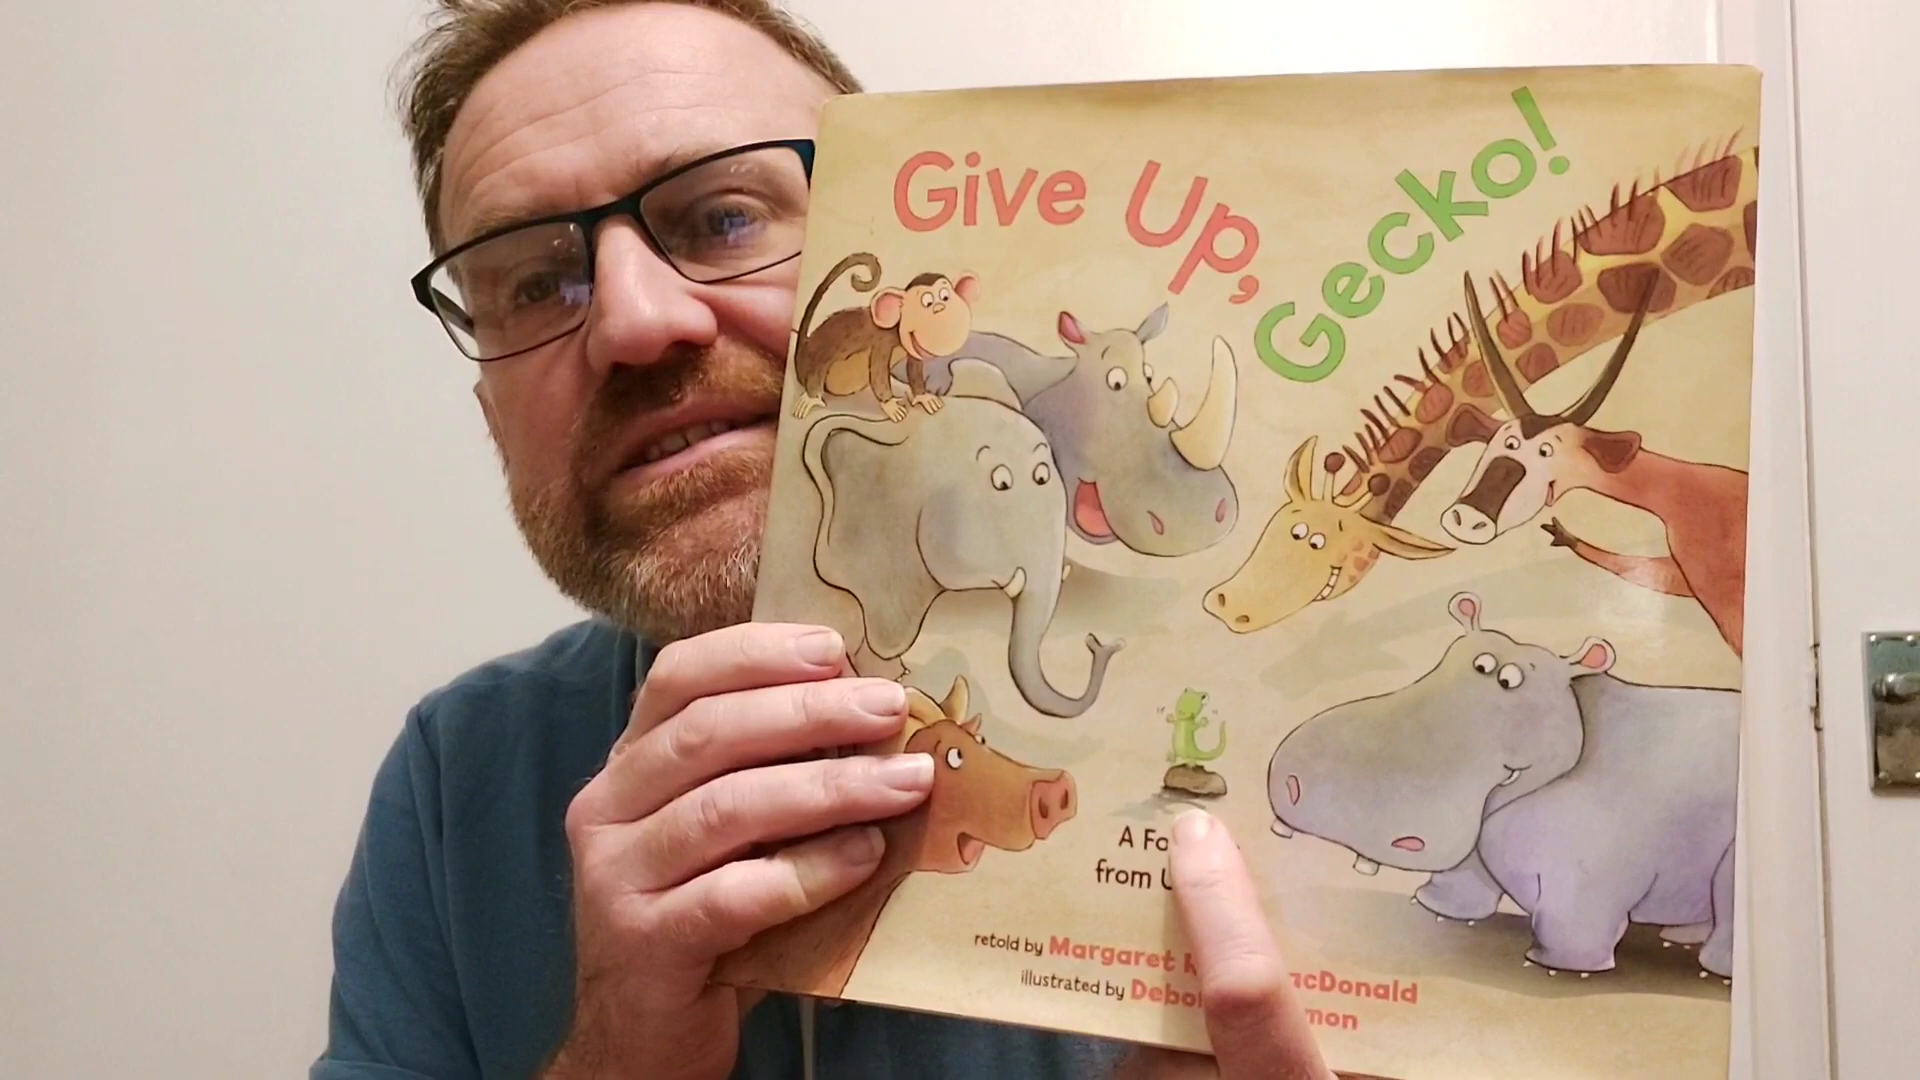 Give Up,
Gecko!
A Fo
from U
retold by Margaret R acDonald
illustrated by Debo mon